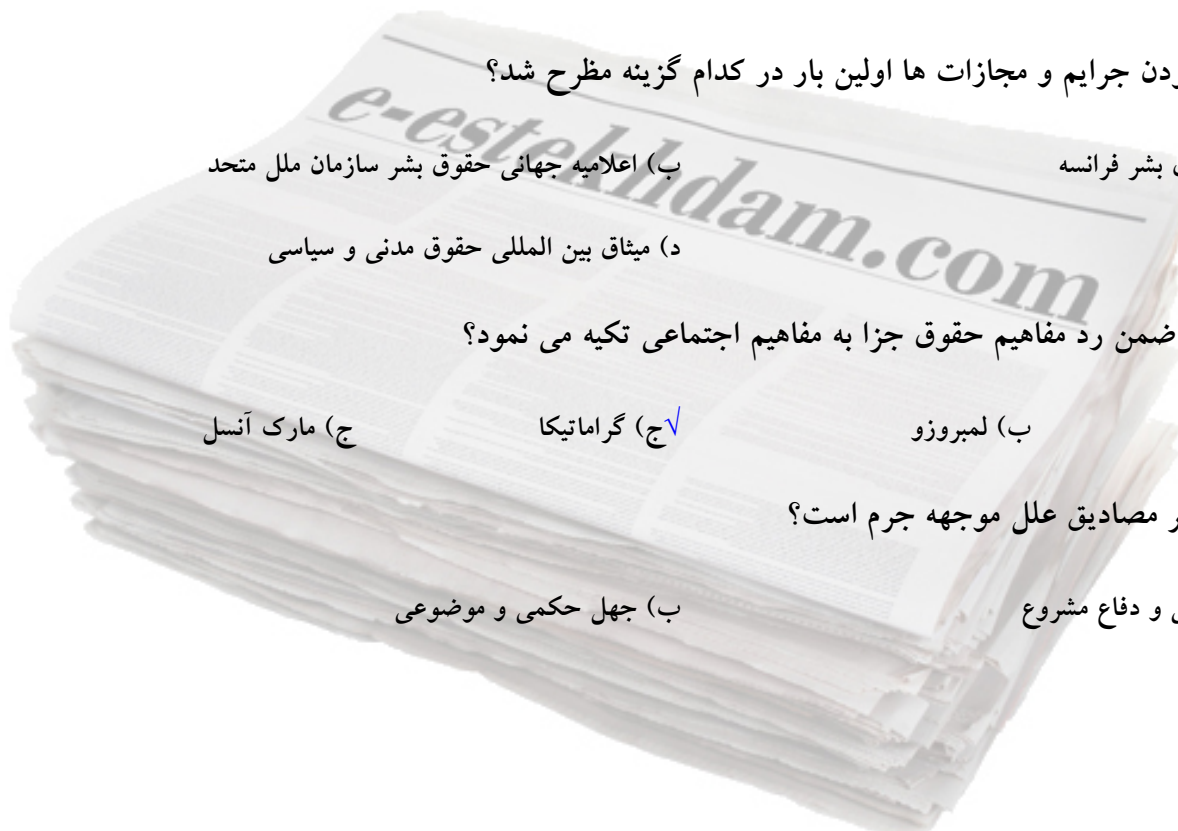 ردن جرایم و مجازات ها اولین بار در کدام گزینه مظرح شد؟
e-estekhdam.com
بشر فرانسه ب) اعلامیه جهانی حقوق بشر سازمان ملل متحد
د) میثاق بین المللی حقوق مدنی و سیاسی
ضمن رد مفاهیم حقوق جزا به مفاهیم اجتماعی تکیه می نمود؟
ب) لمبروزو √ج) گراماتیکا ج) مارک آنسل
ر مصادیق علل موجهه جرم است؟
و دفاع مشروع ب) جهل حکمی و موضوعی